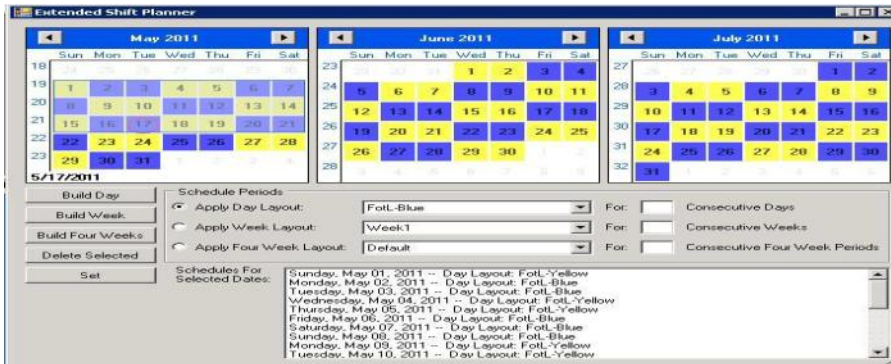 Extended Shift Planner
May 2011
Sun Mon Tue Wed Thu Fri Sat
18
19 1 2 3 4 5 6 7
20 8 9 10 11 12 13 14
21 15 16 17 18 19 20 21
22 22 23 24 25 26 27 28
23 29 30 31
5/17/2011
June 2011
Sun Mon Tue Wed Thu Fri Sat
23 1 2 3 4
24 5 6 7 8 9 10 11
25 12 13 14 15 16 17 18
26 19 20 21 22 23 24 25
27 26 27 28 29 30
28
July 2011
Sun Mon Tue Wed Thu Fri Sat
27 1 2
28 3 4 5 6 7 8 9
29 10 11 12 13 14 15 16
30 17 18 19 20 21 22 23
31 24 25 26 27 28 29 30
32 31
Build Day
Build Week
Build Four Weeks
Delete Selected
Set
Schedule Periods
Apply Day Layout: FotL-Blue For: Consecutive Days
Apply Week Layout: Week1 For: Consecutive Weeks
Apply Four Week Layout: Default For: Consecutive Four Week Periods
Schedules For
Selected Dates:
Sunday, May 01, 2011 -- Day Layout: FotL-Yellow
Monday, May 02, 2011 -- Day Layout: FotL-Blue
Tuesday, May 03, 2011 -- Day Layout: FotL-Blue
Wednesday, May 04, 2011 -- Day Layout: FotL-Yellow
Thursday, May 05, 2011 -- Day Layout: FotL-Yellow
Friday, May 06, 2011 -- Day Layout: FotL-Blue
Saturday, May 07, 2011 -- Day Layout: FotL-Blue
Sunday, May 08, 2011 -- Day Layout: FotL-Blue
Monday, May 09, 2011 -- Day Layout: FotL-Yellow
Tuesday, May 10, 2011 -- Day Layout: FotL-Yellow